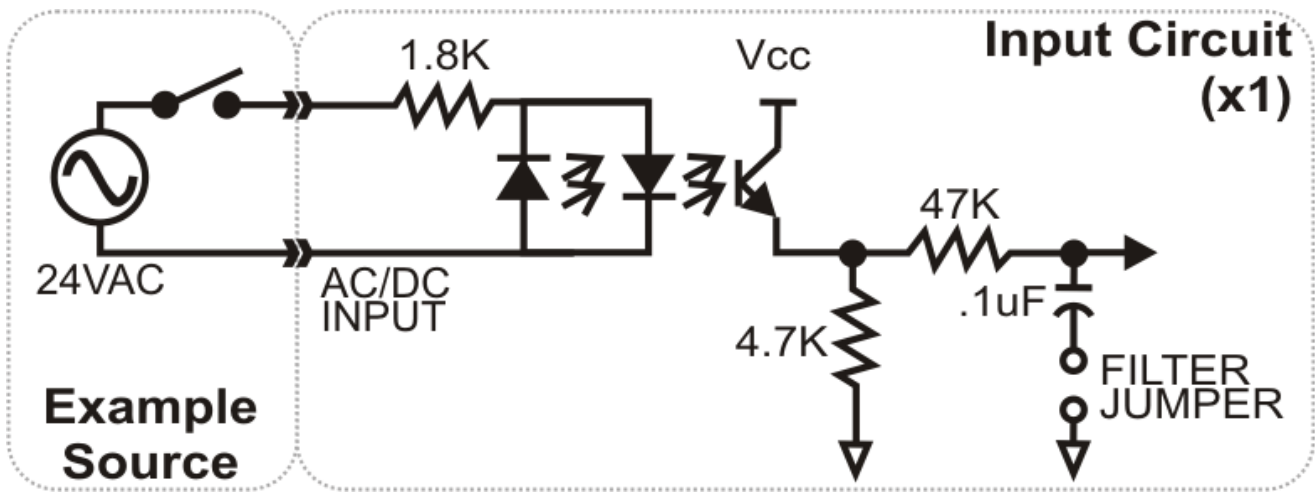 Input Circuit
(x1)
1.8K
Vcc
47K
24VAC
AC/DC
INPUT
.1uF
4.7K
FILTER
JUMPER
Example
Source